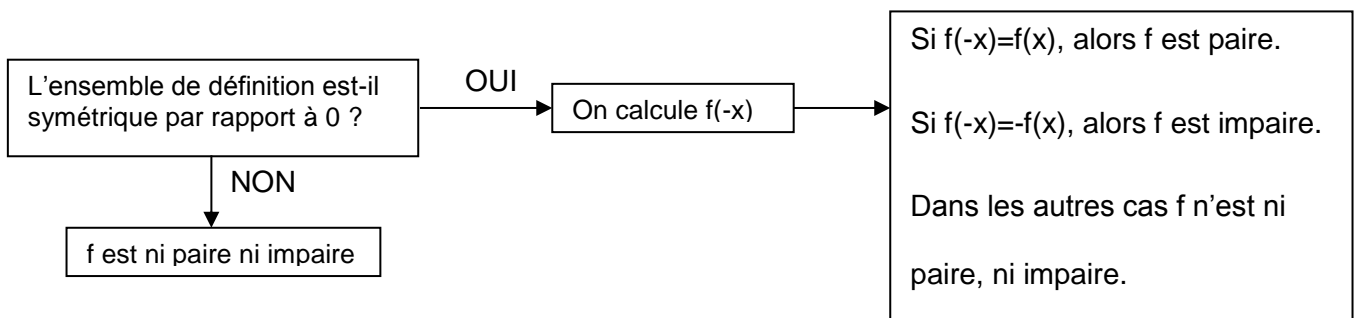 L'ensemble de définition est-il
symétrique par rapport à 0 ?
OUI
On calcule f(-x)
Si f(-x)=f(x), alors f est paire.
Si f(-x)=-f(x), alors f est impaire.
Dans les autres cas f n'est ni
paire, ni impaire.
NON
f est ni paire ni impaire